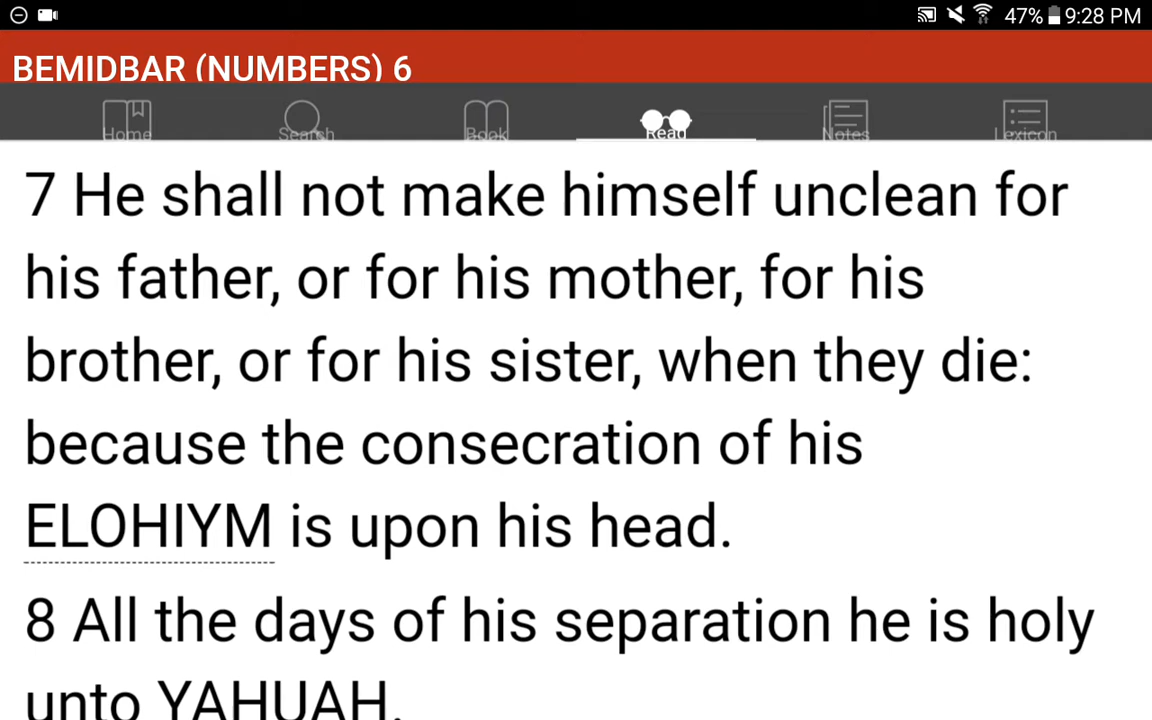 47% 9:28 PM
BEMIDBAR (NUMBERS) 6
Home Search Book Read Notes Lexicon
7 He shall not make himself unclean for
his father, or for his mother, for his
brother, or for his sister, when they die:
because the consecration of his
ELOHIYM is upon his head.
8 All the days of his separation he is holy
unto YAHUAH.